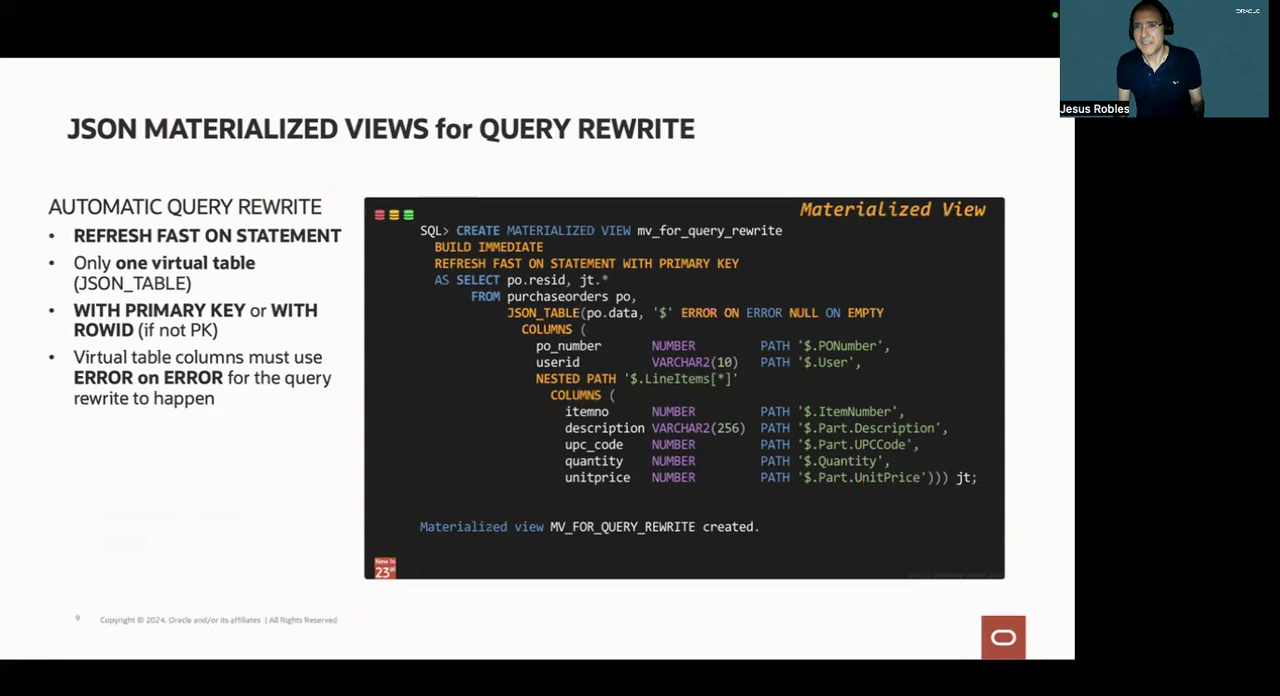 ORACLE
Jesus Robles
JSON MATERIALIZED VIEWS for QUERY REWRITE
AUTOMATIC QUERY REWRITE
• REFRESH FAST ON STATEMENT
• Only one virtual table
(JSON_TABLE)
• WITH PRIMARY KEY or WITH
ROWID (if not PK)
• Virtual table columns must use
ERROR on ERROR for the query
rewrite to happen
Materialized View
SQL> CREATE MATERIALIZED VIEW mv_for_query_rewrite
BUILD IMMEDIATE
REFRESH FAST ON STATEMENT WITH PRIMARY KEY
AS SELECT po.resid, jt.*
FROM purchaseorders po,
JSON_TABLE(po.data, '$' ERROR ON ERROR NULL ON EMPTY
COLUMNS (
po_number NUMBER PATH '$.PONumber',
userid VARCHAR2(10) PATH '$.User',
NESTED PATH '$.LineItems[*]'
COLUMNS (
itemno NUMBER PATH '$.ItemNumber',
description VARCHAR2(256) PATH '$.Part.Description',
upc_code NUMBER PATH '$.Part.UPCCode',
quantity NUMBER PATH '$.Quantity',
unitprice NUMBER PATH '$.Part.UnitPrice'))) jt;
Materialized view MV_FOR_QUERY_REWRITE created.
New in
23ai
9 Copyright © 2024, Oracle and/or its affiliates | All Rights Reserved